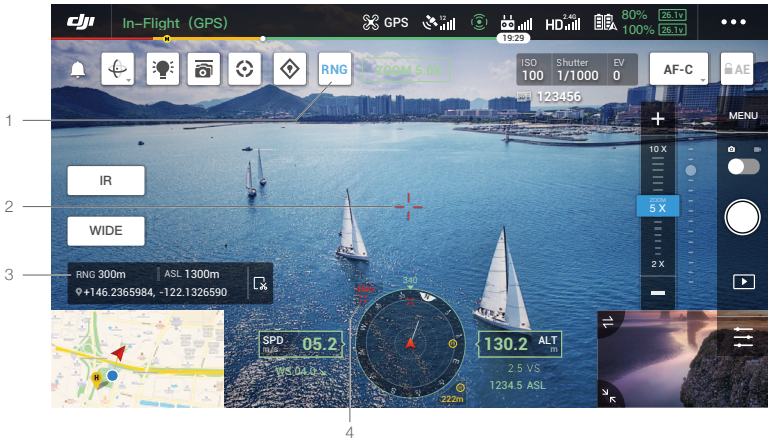 dji In-Flight (GPS) GPS 12 HD 2.4G 80% 26.1v
100% 26.1v
H 19:29
RNG ZOOM 5.0X ISO 100 Shutter 1/1000 EV 0 AF-C AE
123456
1
MENU
10 X
IR
ZOOM
5 X
2
WIDE
2 X
3
RNG 300m ASL 1300m
+146.2365984, -122.1326590
340
N
SPD m/s 05.2 130.2 ALT m
W E H
WS 04.0 2.5 VS
1234.5 ASL
H
222m
4